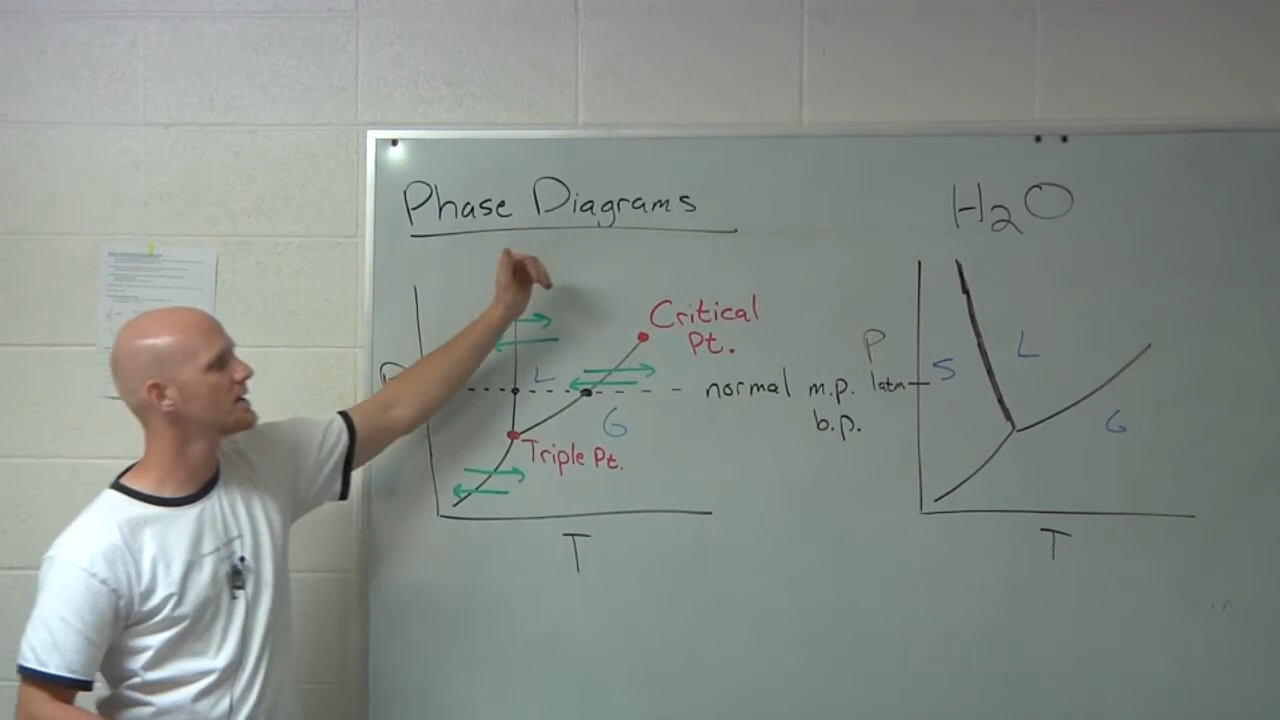 Phase Diagrams
H2O
Critical
Pt.
P
L
S
L
normal m.p. 1atm
G
b.p.
G
Triple Pt.
T
T